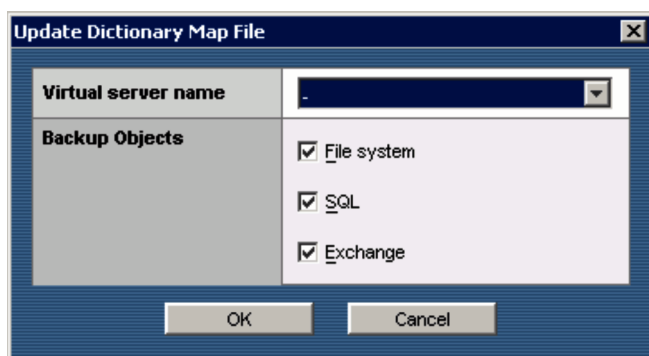 Update Dictionary Map File
Virtual server name
-
Backup Objects
File system
SQL
Exchange
OK Cancel